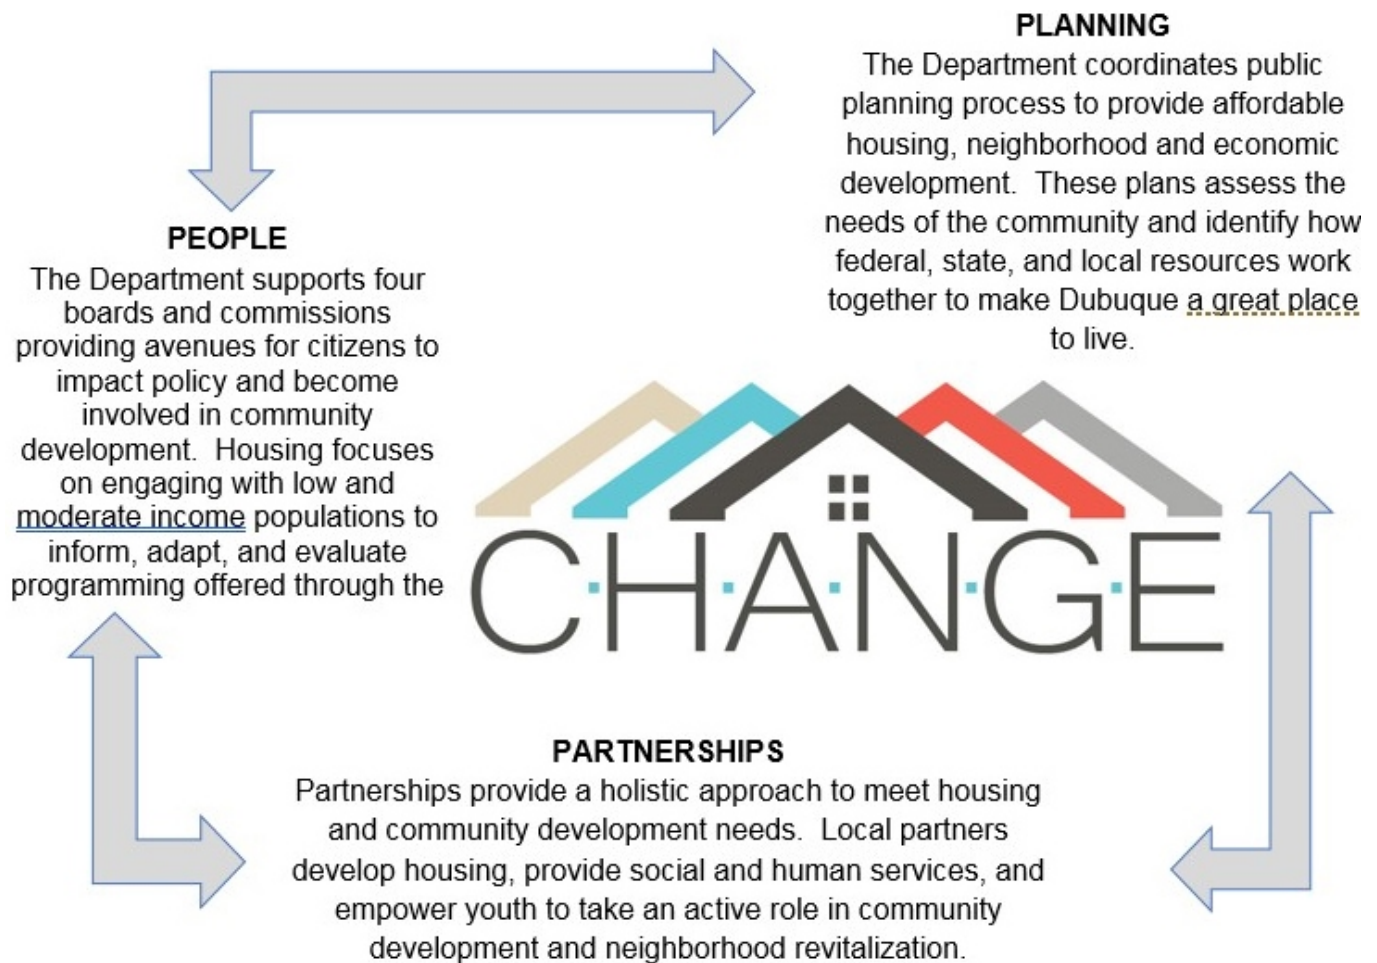 PLANNING
The Department coordinates public
planning process to provide affordable
housing, neighborhood and economic
development.  These plans assess the
needs of the community and identify how
federal, state, and local resources work
together to make Dubuque a great place
to live.
PEOPLE
The Department supports four
boards and commissions
providing avenues for citizens to
impact policy and become
involved in community
development.  Housing focuses
on engaging with low and
moderate income populations to
inform, adapt, and evaluate
programming offered through the
C·H·A·N·G·E
PARTNERSHIPS
Partnerships provide a holistic approach to meet housing
and community development needs.  Local partners
develop housing, provide social and human services, and
empower youth to take an active role in community
development and neighborhood revitalization.